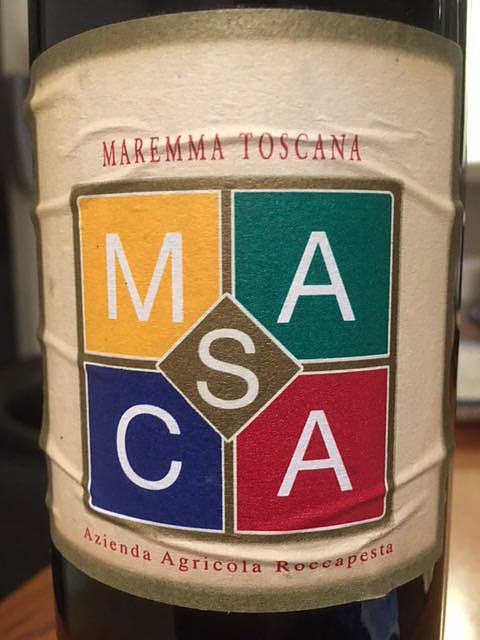 MAREMMA TOSCANA
M A
S
C A
Azienda Agricola Roccapesta